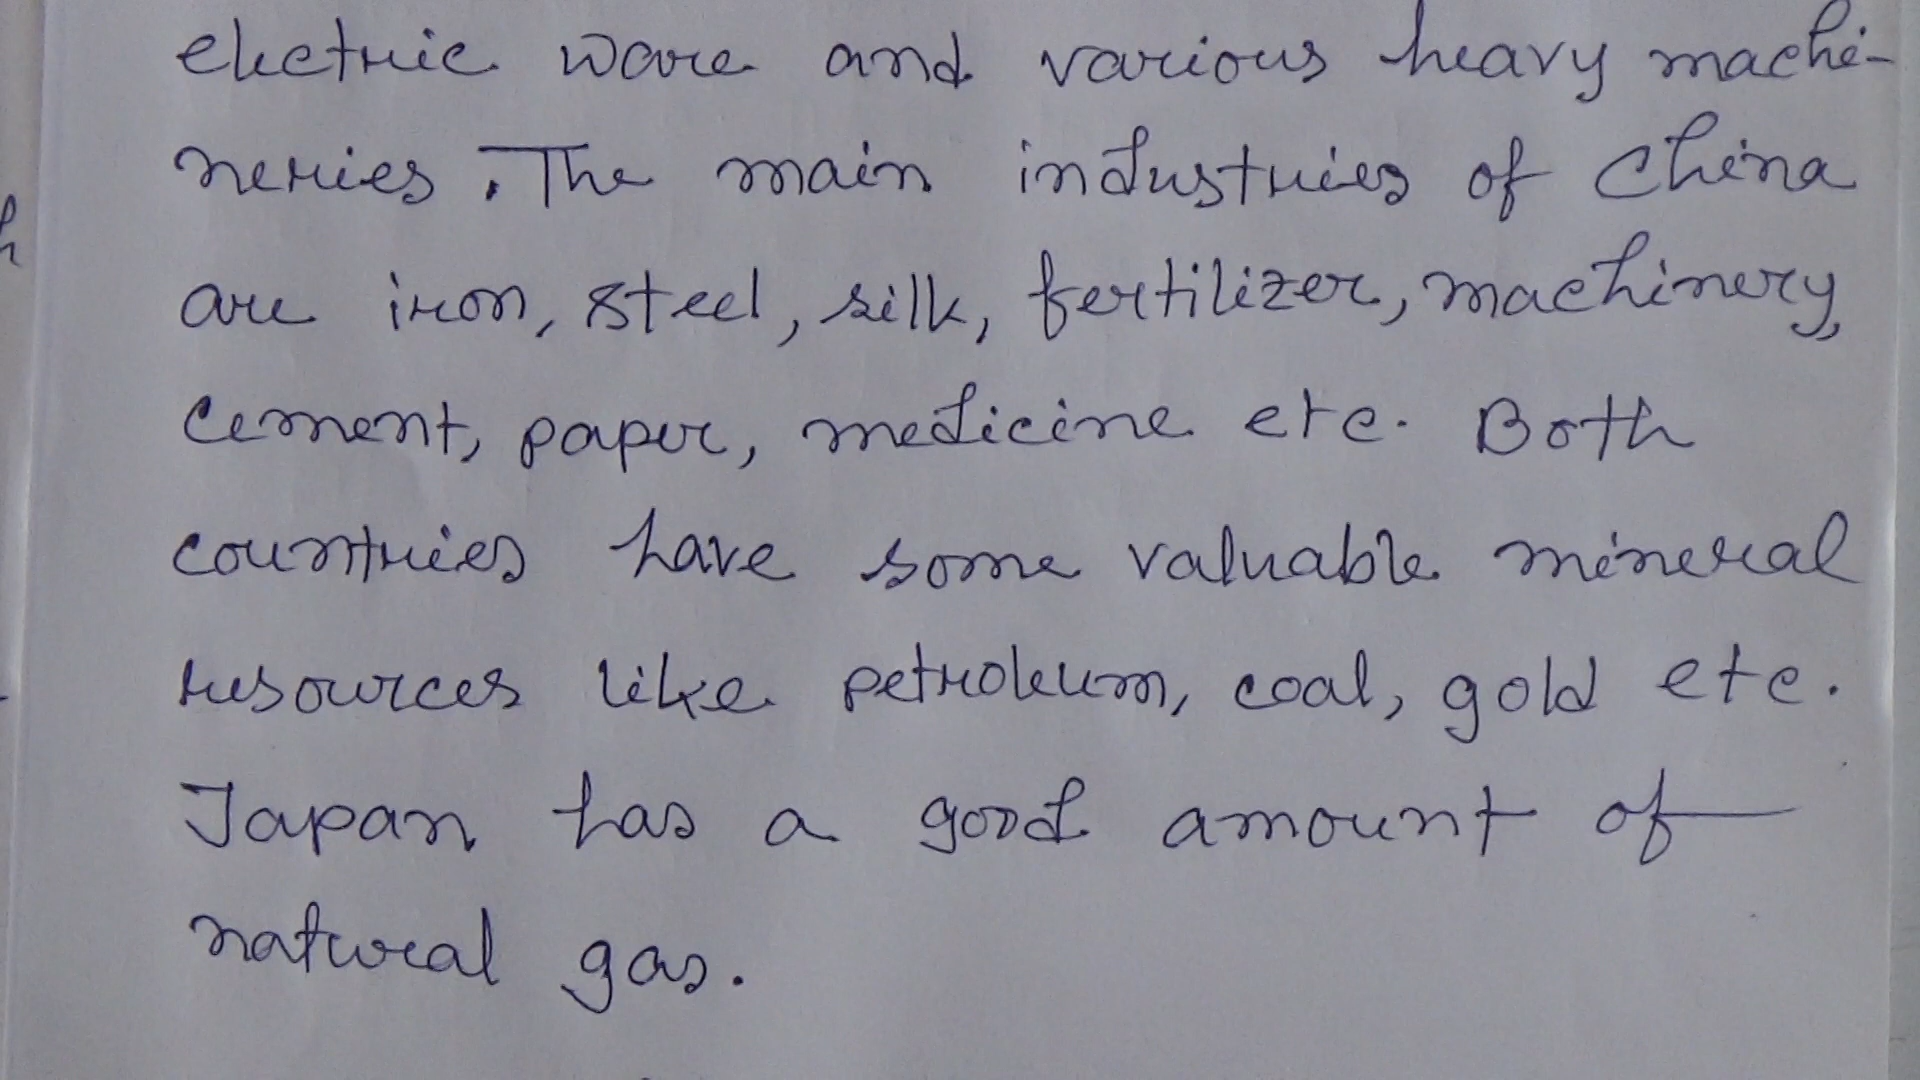 electric ware and various heavy machi-
neries. The main industries of China
are iron, steel, silk, fertilizer, machinery,
cement, paper, medicine etc. Both
countries have some valuable mineral
resources like petroleum, coal, gold etc.
Japan has a good amount of
natural gas.